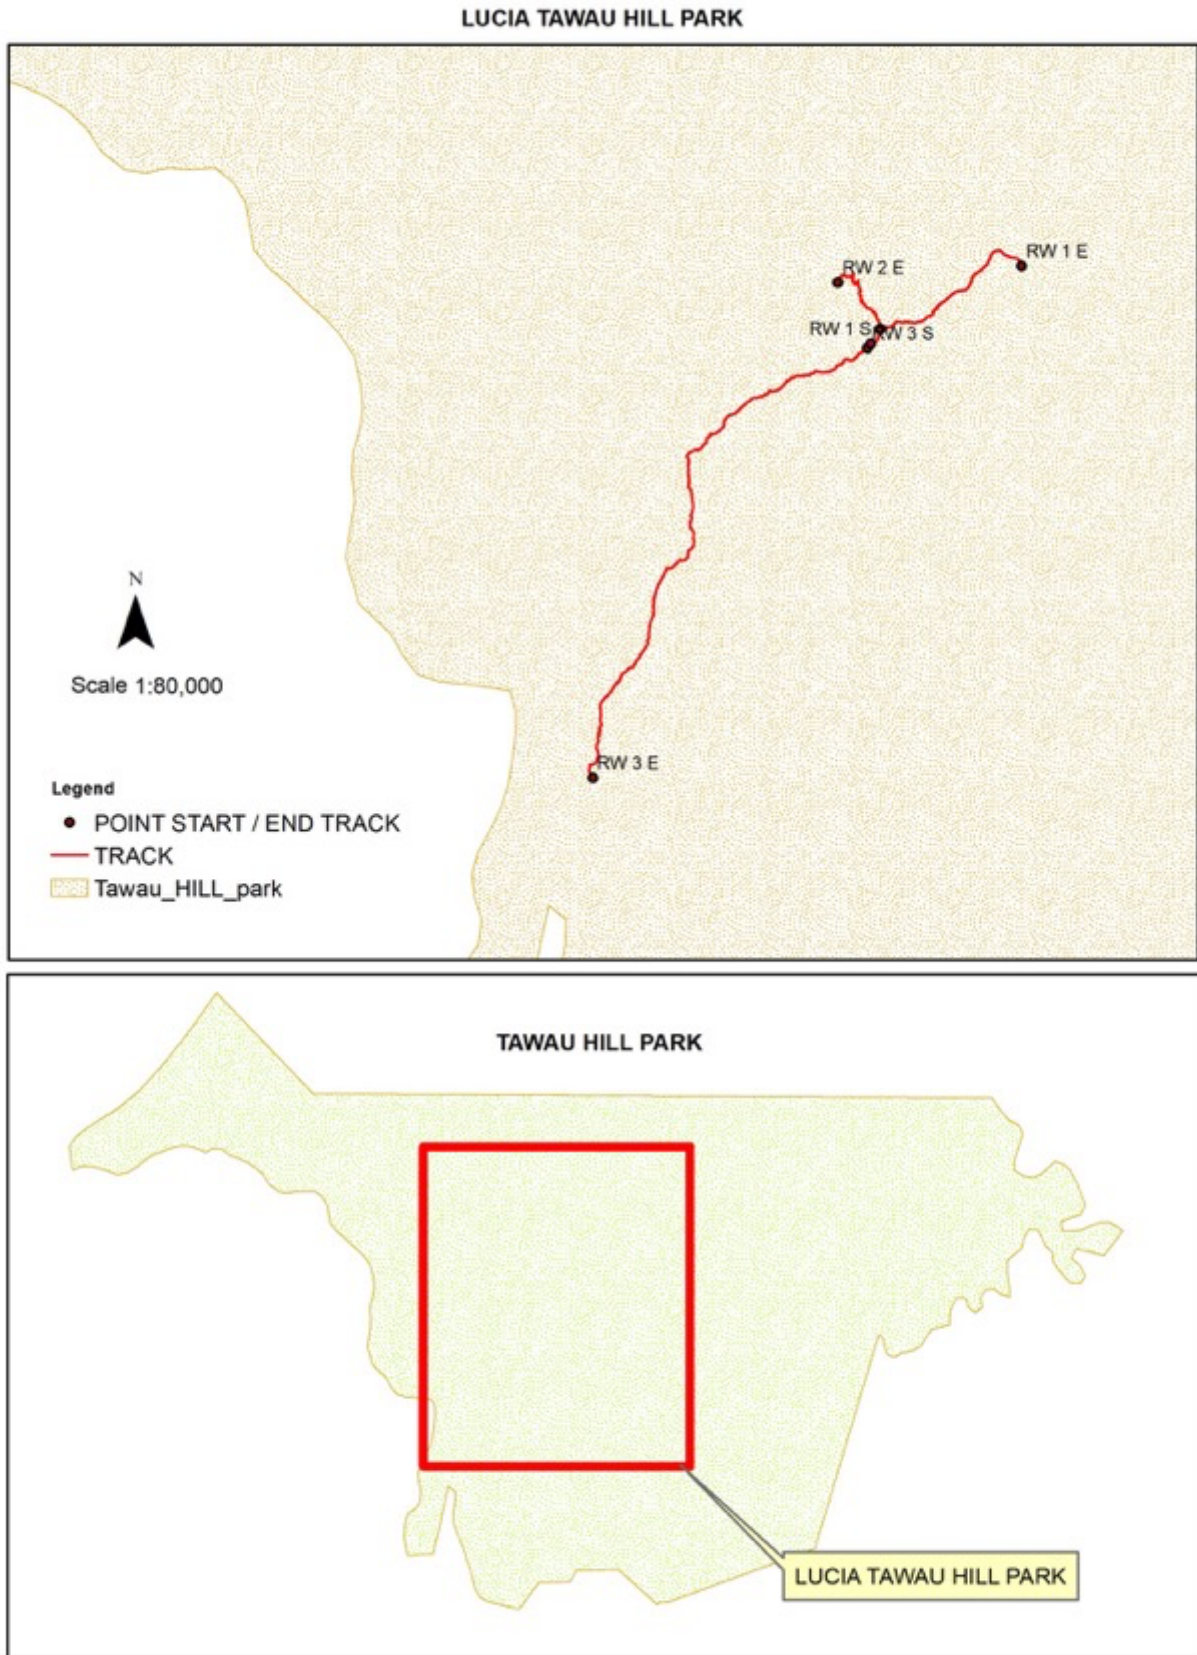 LUCIA TAWAU HILL PARK
RW 1 E
RW 2 E
RW 1 S
RW 3 S
N
Scale 1:80,000
RW 3 E
Legend
POINT START / END TRACK
TRACK
Tawau_HILL_park
TAWAU HILL PARK
LUCIA TAWAU HILL PARK